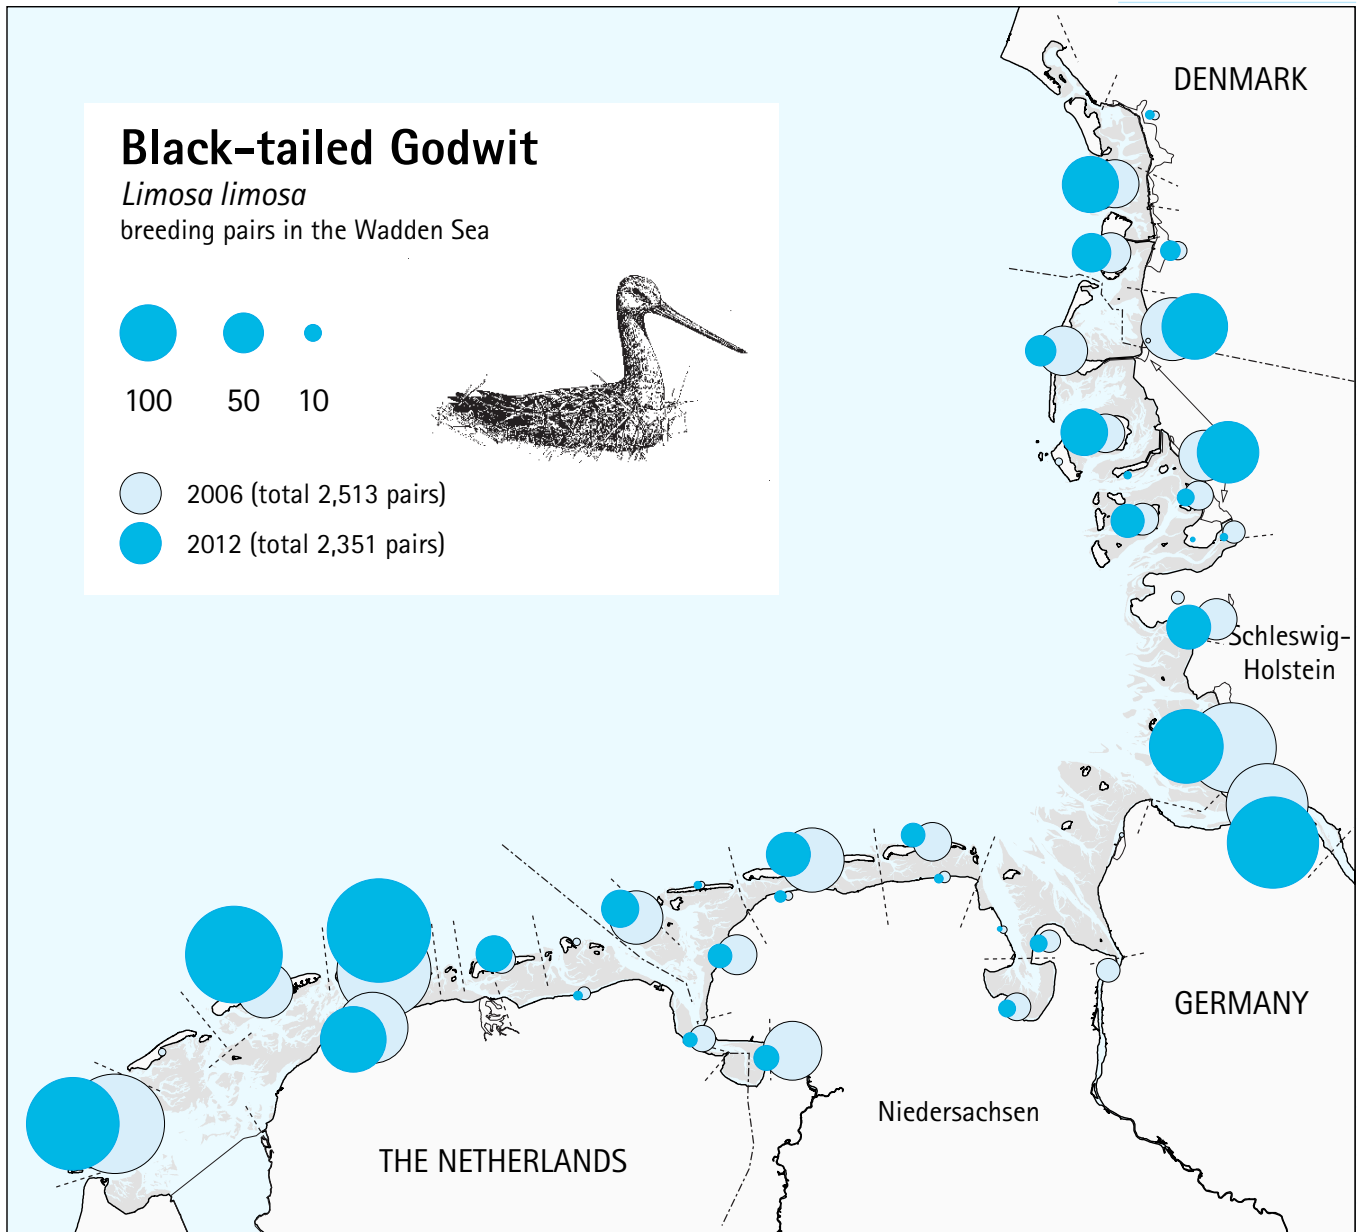 Black-tailed Godwit
Limosa limosa
breeding pairs in the Wadden Sea
100 50 10
2006 (total 2,513 pairs)
2012 (total 2,351 pairs)
DENMARK
Schleswig-
Holstein
GERMANY
Niedersachsen
THE NETHERLANDS